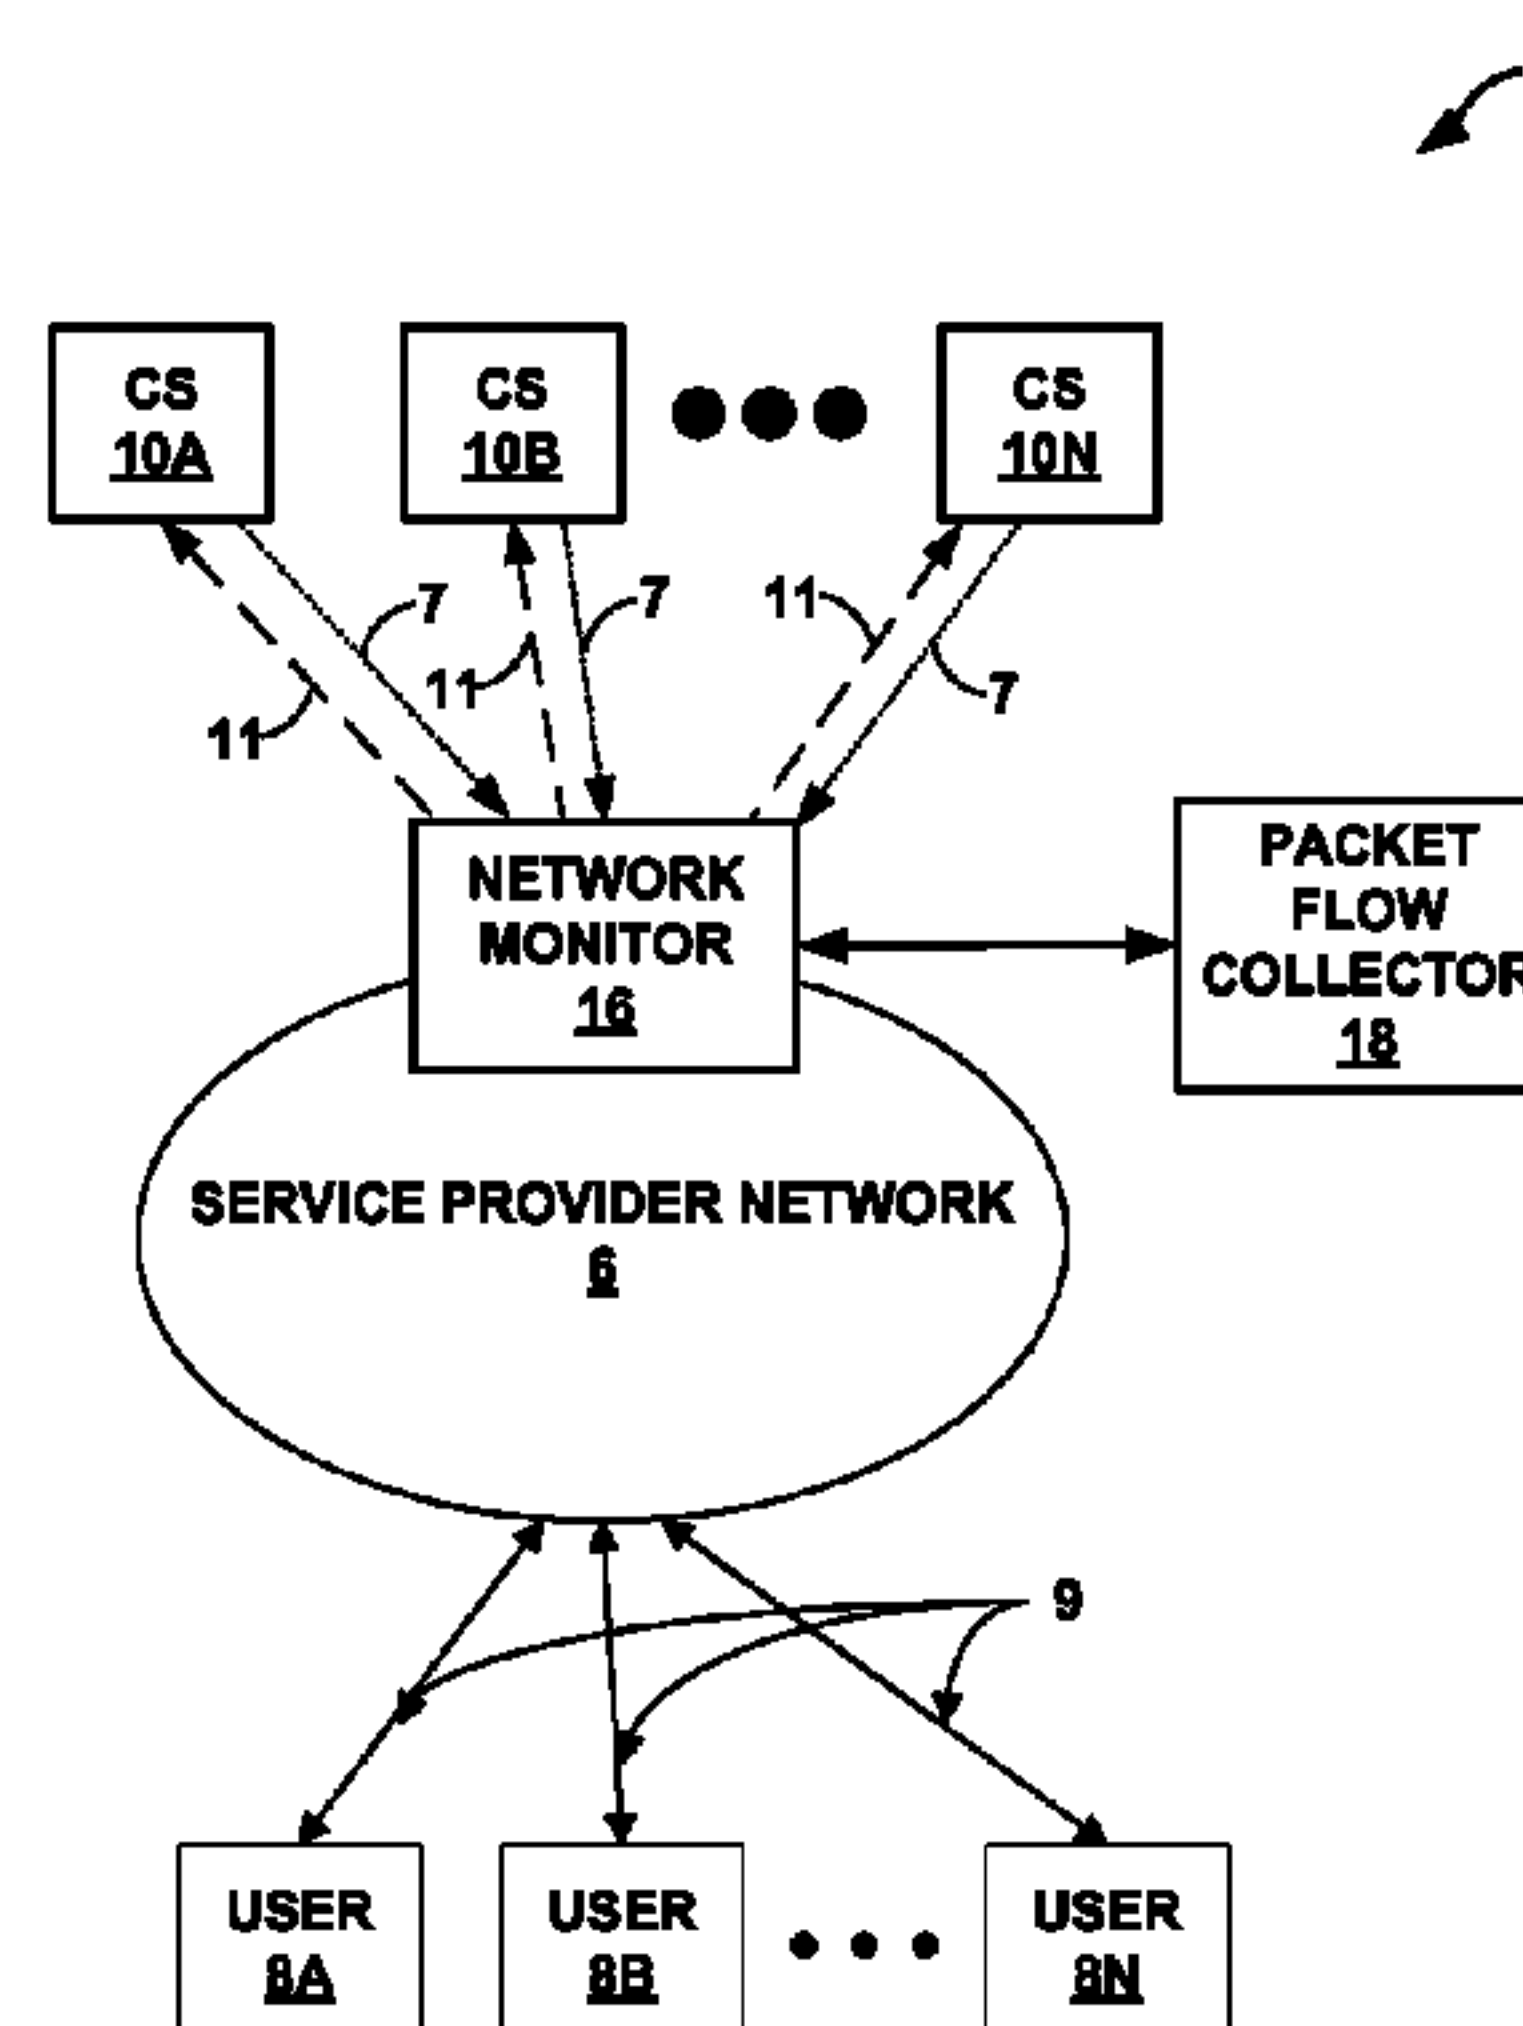 CS
10A
CS
10B
CS
10N
7
7
11
11
7
11
NETWORK
MONITOR
16
PACKET
FLOW
COLLECTOR
18
SERVICE PROVIDER NETWORK
6
9
USER
8A
USER
8B
USER
8N